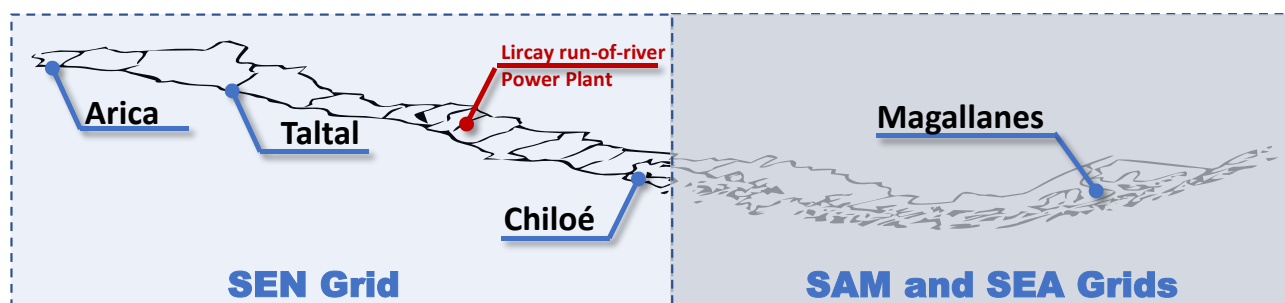 Lircay run-of-river
Power Plant
Arica
Taltal
Magallanes
Chiloé
SEN Grid
SAM and SEA Grids